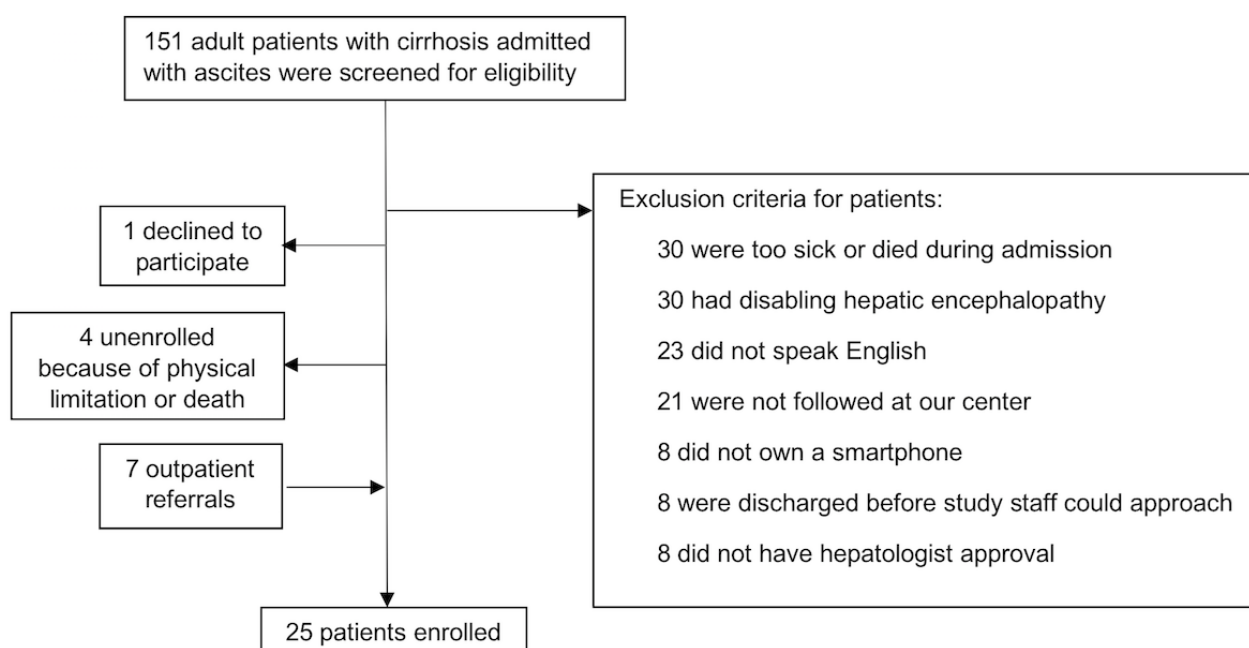 151 adult patients with cirrhosis admitted
with ascites were screened for eligibility
Exclusion criteria for patients:
30 were too sick or died during admission
30 had disabling hepatic encephalopathy
23 did not speak English
21 were not followed at our center
8 did not own a smartphone
8 were discharged before study staff could approach
8 did not have hepatologist approval
1 declined to
participate
4 unenrolled
because of physical
limitation or death
7 outpatient
referrals
25 patients enrolled